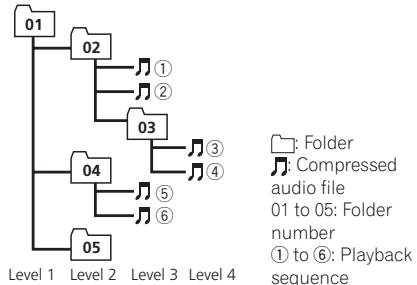 01
02
①
②
03
③
④
04
⑤
⑥
05
Level 1 Level 2 Level 3 Level 4
: Folder
: Compressed
audio file
01 to 05: Folder
number
① to ⑥: Playback
sequence